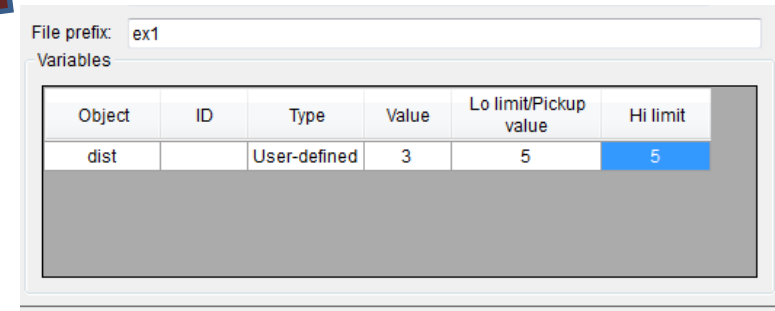 File prefix: ex1
Variables
Object ID Type Value Lo limit/Pickup value Hi limit
dist User-defined 3 5 5